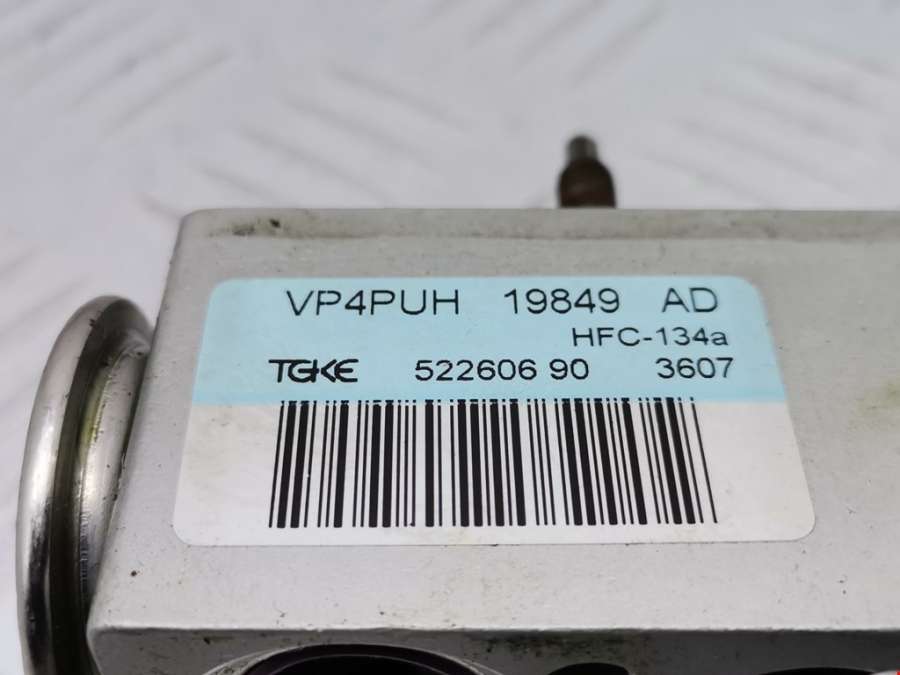 VP4PUH 19849 AD
HFC-134a
TGKE 522606 90 3607